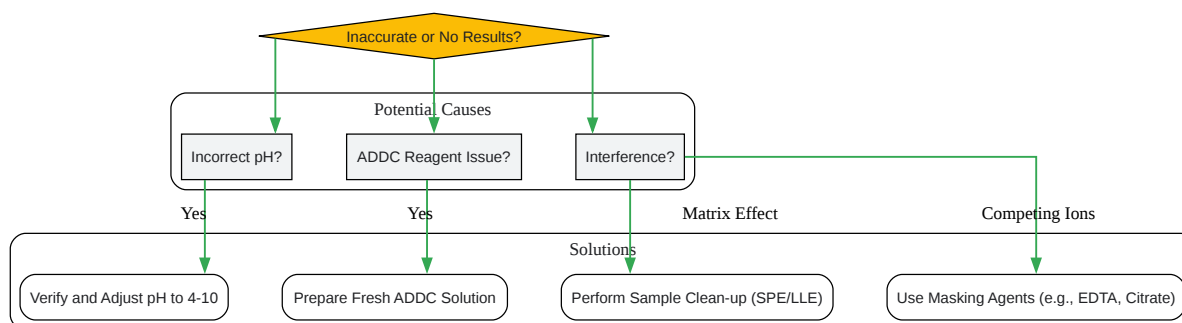 Inaccurate or No Results?
Potential Causes
Incorrect pH?
ADDC Reagent Issue?
Interference?
Yes
Yes
Matrix Effect
Competing Ions
Solutions
Verify and Adjust pH to 4-10
Prepare Fresh ADDC Solution
Perform Sample Clean-up (SPE/LLE)
Use Masking Agents (e.g., EDTA, Citrate)